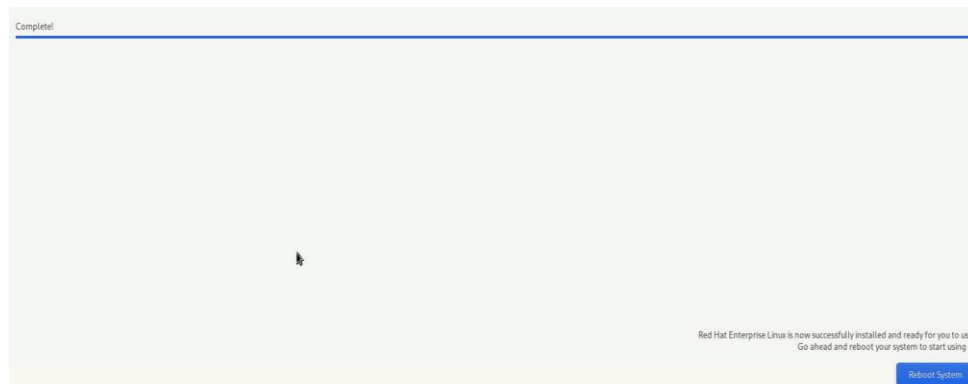 Complete!
Red Hat Enterprise Linux is now successfully installed and ready for you to us
Go ahead and reboot your system to start using
Reboot System